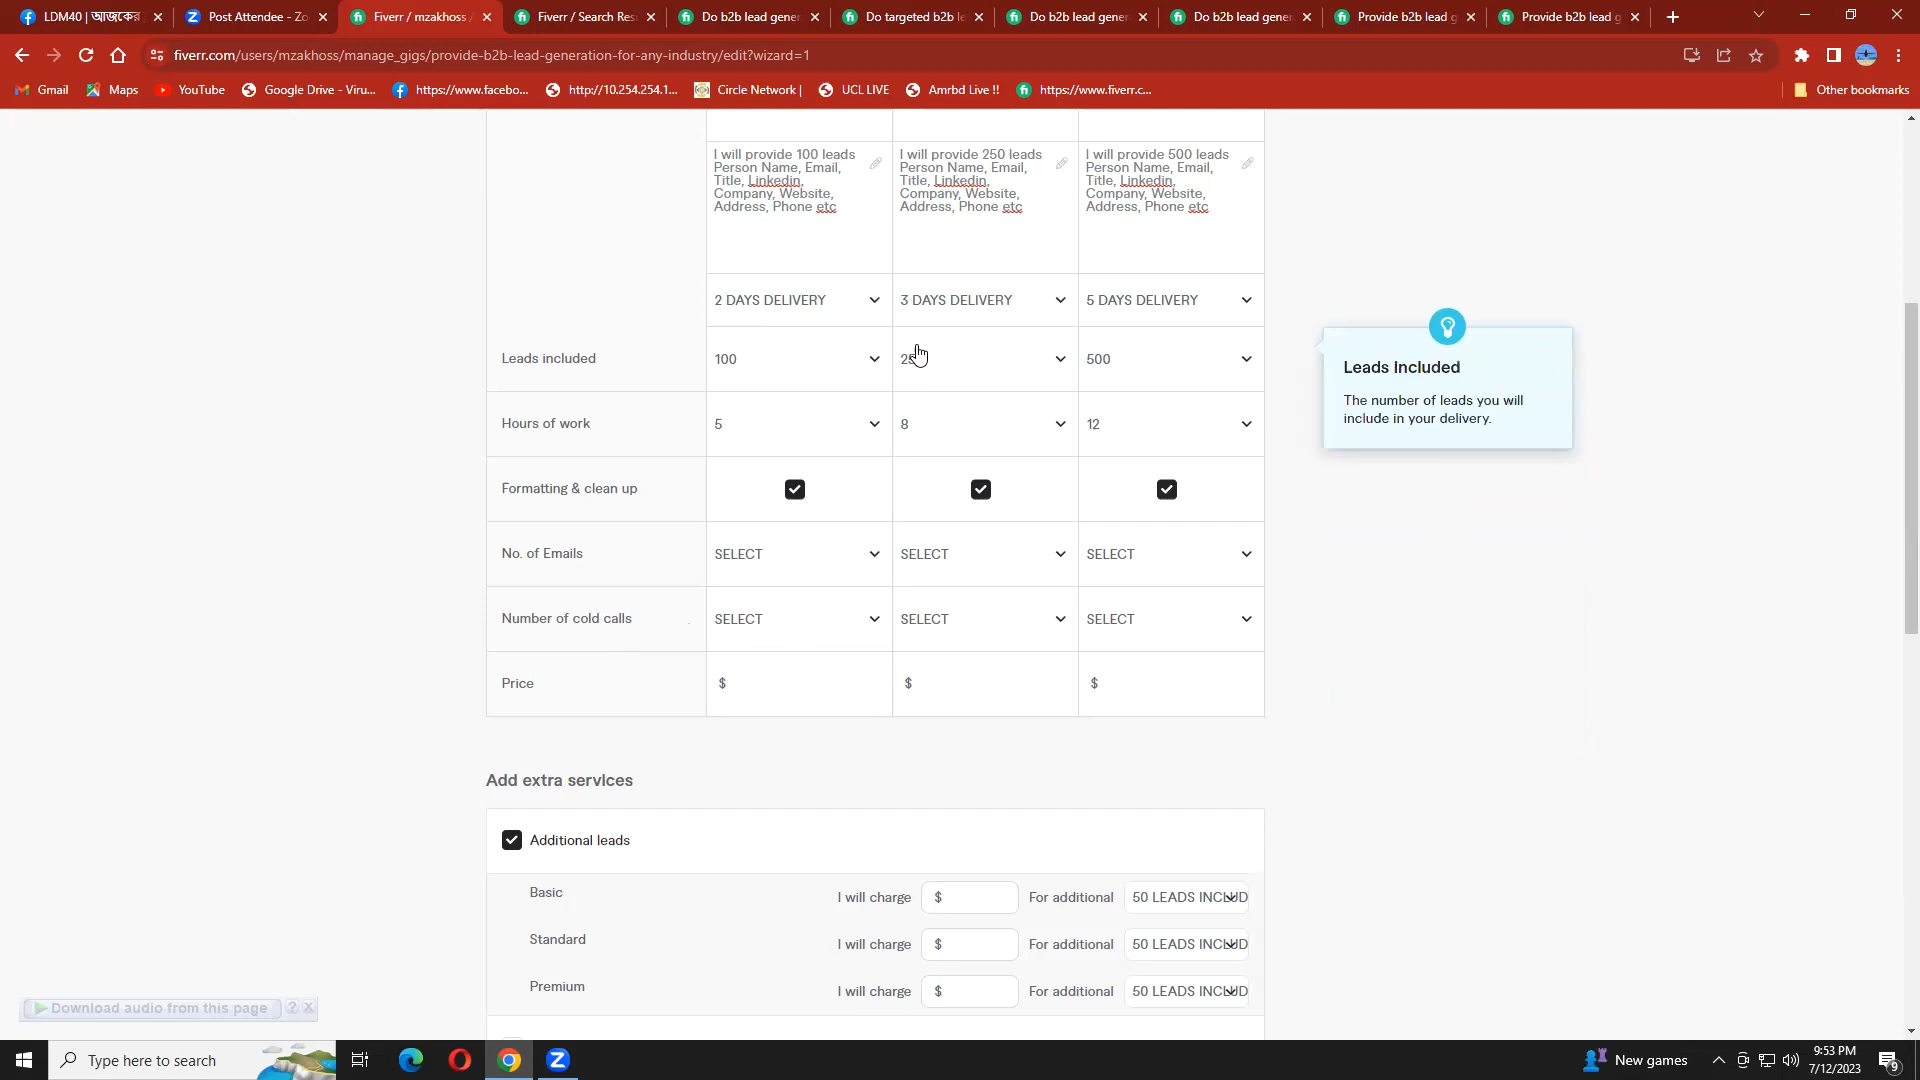 LDM40 | আজকের
Post Attendee - Zo
Fiverr / mzakhoss
Fiverr / Search Res
Do b2b lead gener
Do targeted b2b le
Do b2b lead gener
Do b2b lead gener
Provide b2b lead g
Provide b2b lead g
fiverr.com/users/mzakhoss/manage_gigs/provide-b2b-lead-generation-for-any-industry/edit?wizard=1
Gmail
Maps
YouTube
Google Drive - Viru...
https://www.facebo...
http://10.254.254.1...
Circle Network |
UCL LIVE
Amrbd Live !!
https://www.fiverr.c...
Other bookmarks
I will provide 100 leads
Person Name, Email,
Title, Linkedin,
Company, Website,
Address, Phone etc
I will provide 250 leads
Person Name, Email,
Title, Linkedin,
Company, Website,
Address, Phone etc
I will provide 500 leads
Person Name, Email,
Title, Linkedin,
Company, Website,
Address, Phone etc
2 DAYS DELIVERY
3 DAYS DELIVERY
5 DAYS DELIVERY
Leads included
100
500
Hours of work
5
8
12
Formatting & clean up
No. of Emails
SELECT
SELECT
SELECT
Number of cold calls
SELECT
SELECT
SELECT
Price
$
$
$
Leads Included
The number of leads you will
include in your delivery.
Add extra services
Additional leads
Basic
I will charge
$
For additional
50 LEADS INCLUD
Standard
I will charge
$
For additional
50 LEADS INCLUD
Premium
I will charge
$
For additional
50 LEADS INCLUD
Download audio from this page
? X
Type here to search
New games
9:53 PM
7/12/2023
9